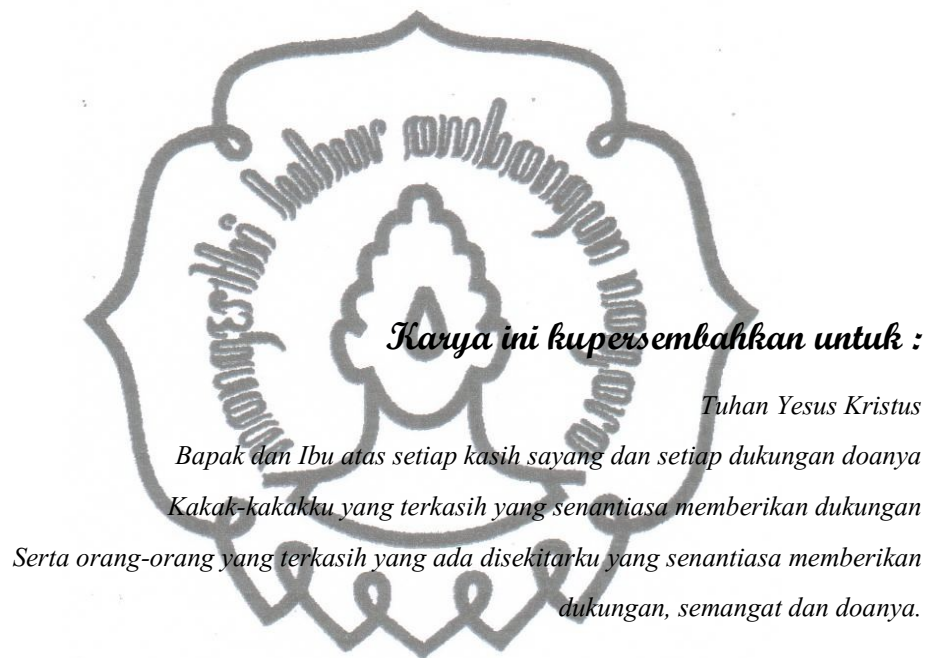 Karya ini kupersembahkan untuk :
Tuhan Yesus Kristus
Bapak dan Ibu atas setiap kasih sayang dan setiap dukungan doanya
Kakak-kakakku yang terkasih yang senantiasa memberikan dukungan
Serta orang-orang yang terkasih yang ada disekitarku yang senantiasa memberikan
dukungan, semangat dan doanya.